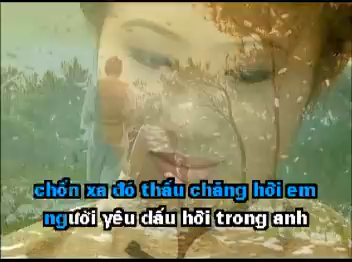 chốn xa đó thấu chăng hỡi em
người yêu dấu hỡi trong anh